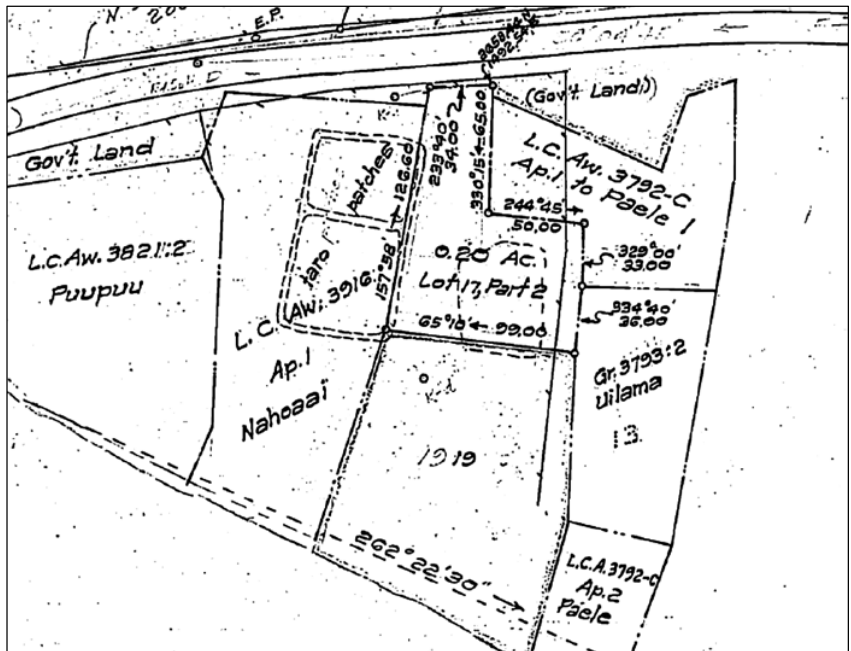 N.
200
E.P.
Gov't. Land
(Gov't Land)
L.C. Aw. 3792-C
Ap.1 to Paele 1
patches
taro
126.60
157°58'
233°40'
34.00
330°15'
65.00
244°45'
50.00
329°00'
33.00
334°40'
36.00
L.C.Aw. 3821:2
Puupuu
0.20 Ac.
Lot 17, Part 2
65°10' 99.00
L.C. Aw. 3916
Ap.1
Nahoaai
Gr. 3793:2
Uilama
13
K-d
1919
262°22'30"
L.C.A. 3792-C
Ap.2
Paele